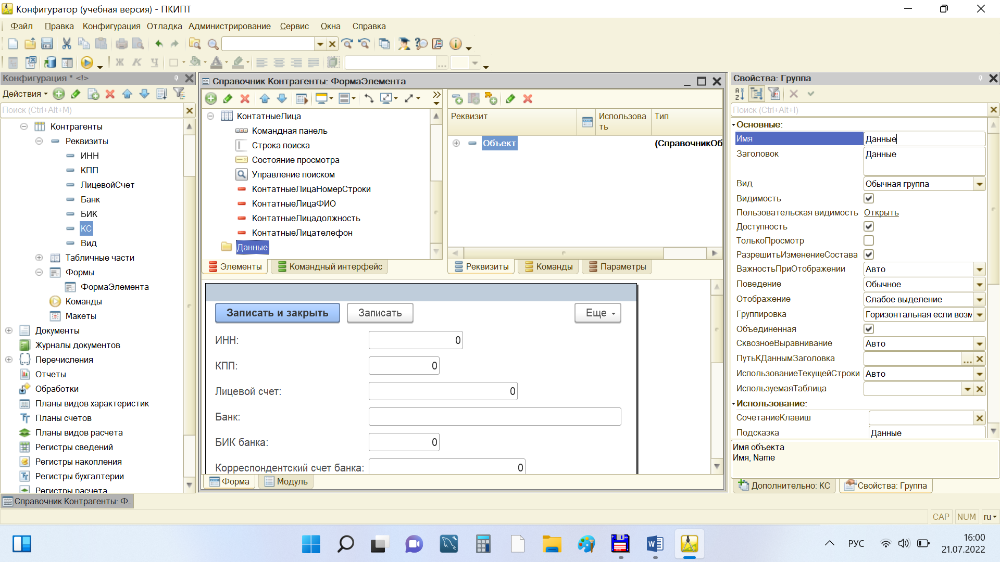 Конфигуратор (учебная версия) - ПКИПТ
Файл Правка Конфигурация Отладка Администрирование Сервис Окна Справка
Ж К Ч
Конфигурация * <!>
Действия
Поиск (Ctrl+Alt+M)
Контрагенты
Реквизиты
ИНН
КПП
ЛицевойСчет
Банк
БИК
КС
Вид
Табличные части
Формы
ФормаЭлемента
Команды
Макеты
Документы
Журналы документов
Перечисления
Отчеты
Обработки
Планы видов характеристик
Планы счетов
Планы видов расчета
Регистры сведений
Регистры накопления
Регистры бухгалтерии
Регистры расчета
Справочник Контрагенты: ФормаЭлемента
КонтатныеЛица
Командная панель
Строка поиска
Состояние просмотра
Управление поиском
КонтатныеЛицаНомерСтроки
КонтатныеЛицаФИО
КонтатныеЛицадолжность
КонтатныеЛицателефон
Данные
Элементы Командный интерфейс
Реквизит Использова
ть Тип
Объект (СправочникОб
Реквизиты Команды Параметры
Записать и закрыть Записать Еще
ИНН: 0
КПП: 0
Лицевой счет: 0
Банк:
БИК банка: 0
Корреспондентский счет банка: 0
Форма Модуль
Свойства: Группа
Поиск (Ctrl+Alt+I)
Основные:
Имя Данные
Заголовок Данные
Вид Обычная группа
Видимость
Пользовательская видимость Открыть
Доступность
ТолькоПросмотр
РазрешитьИзменениеСостава
ВажностьПриОтображении Авто
Поведение Обычное
Отображение Слабое выделение
Группировка Горизонтальная если возм
Объединенная
СквозноеВыравнивание Авто
ПутьКДаннымЗаголовка ...
ИспользованиеТекущейСтроки Авто
ИспользуемаяТаблица
Использование:
СочетаниеКлавиш
Подсказка Данные
Имя объекта
Имя, Name
Дополнительно: КС Свойства: Группа
Справочник Контрагенты: Ф...
CAP NUM ru
РУС 16:00
21.07.2022